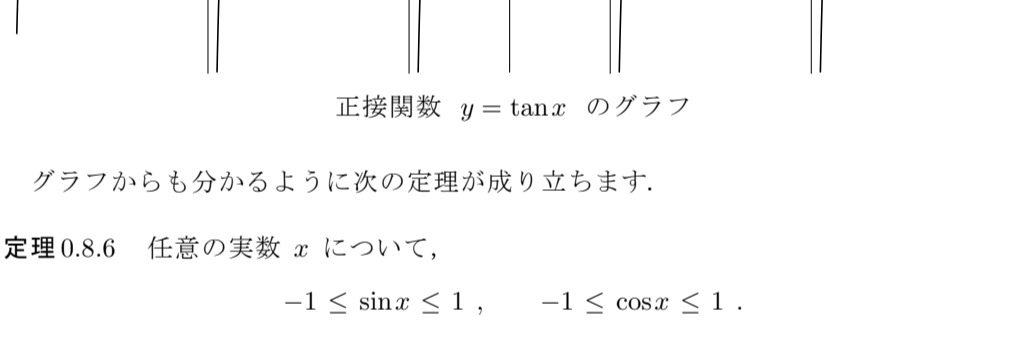 正接関数 y = tan x のグラフ
グラフからも分かるように次の定理が成り立ちます.
定理0.8.6 任意の実数 x について,
−1 ≤ sin x ≤ 1 , −1 ≤ cos x ≤ 1 .